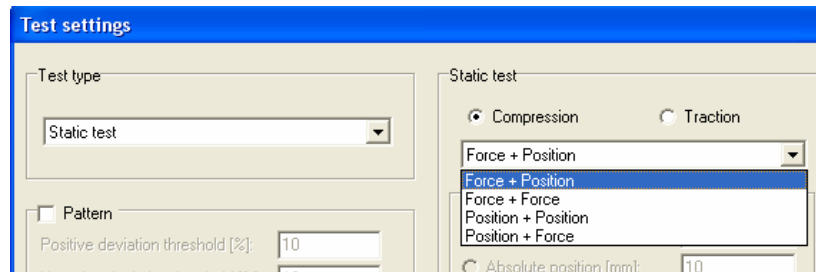 Test settings
Test type
Static test
Static test
Compression Traction
Force + Position
Force + Position
Force + Force
Position + Position
Position + Force
Pattern
Positive deviation threshold [%]: 10
Absolute position [mm]: 10